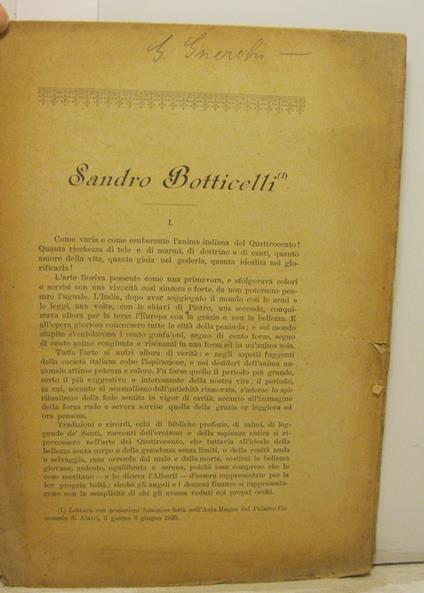 G. Guerchi —
Sandro Botticelli (1)
I.
Come varia e come esuberante l'anima italiana del Quattrocento!
Quanta ricchezza di tele e di marmi, di dottrine e di canti, quanto
amore della vita, quanta gioia nel goderla, quanta idealità nel glo-
rificarla!
L'arte fioriva possente come una primavera, e sfolgorava colori
e sorrisi con una vivocità così sincera e forte, da non potersene pen-
sare l'uguale. L'Italia, dopo aver soggiogato il mondo con le armi e
le leggi, una volta, con le chiavi di Pietro, una seconda, conqui-
stava allora per la terza l'Europa con la grazia e con la bellezza. E
all'opera gloriosa concorsero tutte le città della penisola; e sul mondo
stupito sventolarono i cento gonfaloni, segno di cento forze, segno
di cento anime congiunte e risonanti in una forza ed in un'anima sola.
Tutta l'arte si nutrì allora di verità: e negli aspetti fuggenti
della società italiana colse l'ispirazione, e nei desideri dell'anima na-
zionale attinse potenza e calore. Fu forse quello il periodo più grande,
certo il più suggestivo e interessante della nostra vita; il periodo,
in cui, accanto al sensualismo dell'antichità rinnovata, s'aderse lo spi-
ritualismo della fede sentita in vigor di carità; accanto all'immagine
della forza rude e severa sorrise quella della grazia or leggiera ed
ora pensosa.
Tradizioni e ricordi, echi di bibliche profezie, di salmi, di leg-
gende de' Santi, racconti dell'eroismo e della sapienza antica si ri-
percossero nell'arte del Quattrocento, che tuttavia all'ideale della
bellezza senza corpo e della grandezza senza limiti, o della realtà nuda
e selvaggia, resa orrenda dal male e dalla morte, sostituì la bellezza
giovane, ardente, equilibrata e serena, poichè essa comprese che le
cose meritano — e lo diceva l'Alberti — d'essere rappresentate per la
lor propria beltà; sicchè gli angeli e i demoni financo si rappresenta-
rono con la semplicità di chi gli avesse veduti coi propri occhi.
(1) Lettura con proiezioni luminose fatta nell'Aula Magna del Palazzo Co-
munale di Alatri, il giorno 8 giugno 1905.